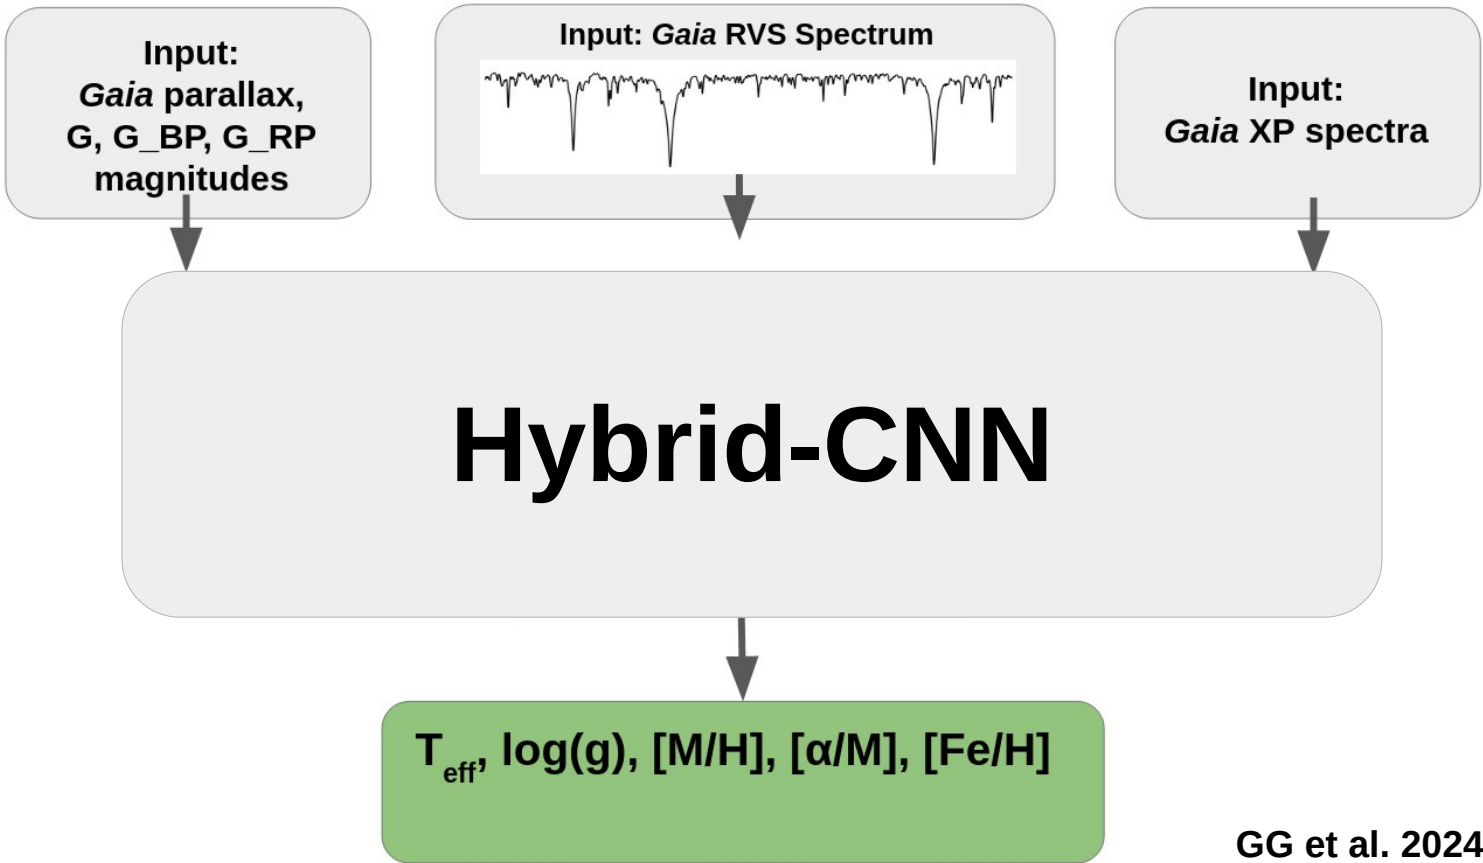 Input:
Gaia parallax,
G, G_BP, G_RP
magnitudes
Input: Gaia RVS Spectrum
Input:
Gaia XP spectra
Hybrid-CNN
Teff, log(g), [M/H], [α/M], [Fe/H]
GG et al. 2024